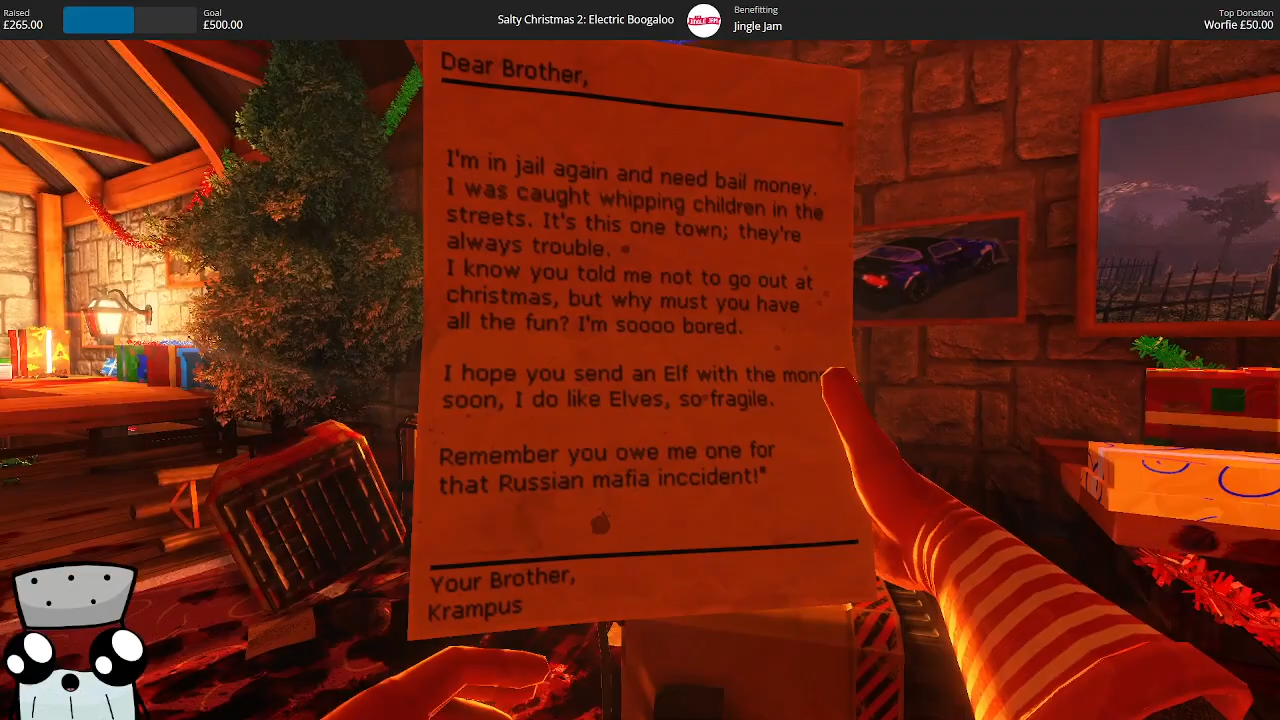 Raised
£265.00
Goal
£500.00
Salty Christmas 2: Electric Boogaloo
JINGLE JAM
Benefitting
Jingle Jam
Top Donation
Worfie £50.00
Dear Brother,
I'm in jail again and need bail money.
I was caught whipping children in the
streets. It's this one town; they're
always trouble.
I know you told me not to go out at
christmas, but why must you have
all the fun? I'm soooo bored.
I hope you send an Elf with the mon
soon, I do like Elves, so fragile.
Remember you owe me one for
that Russian mafia inccident!"
Your Brother,
Krampus